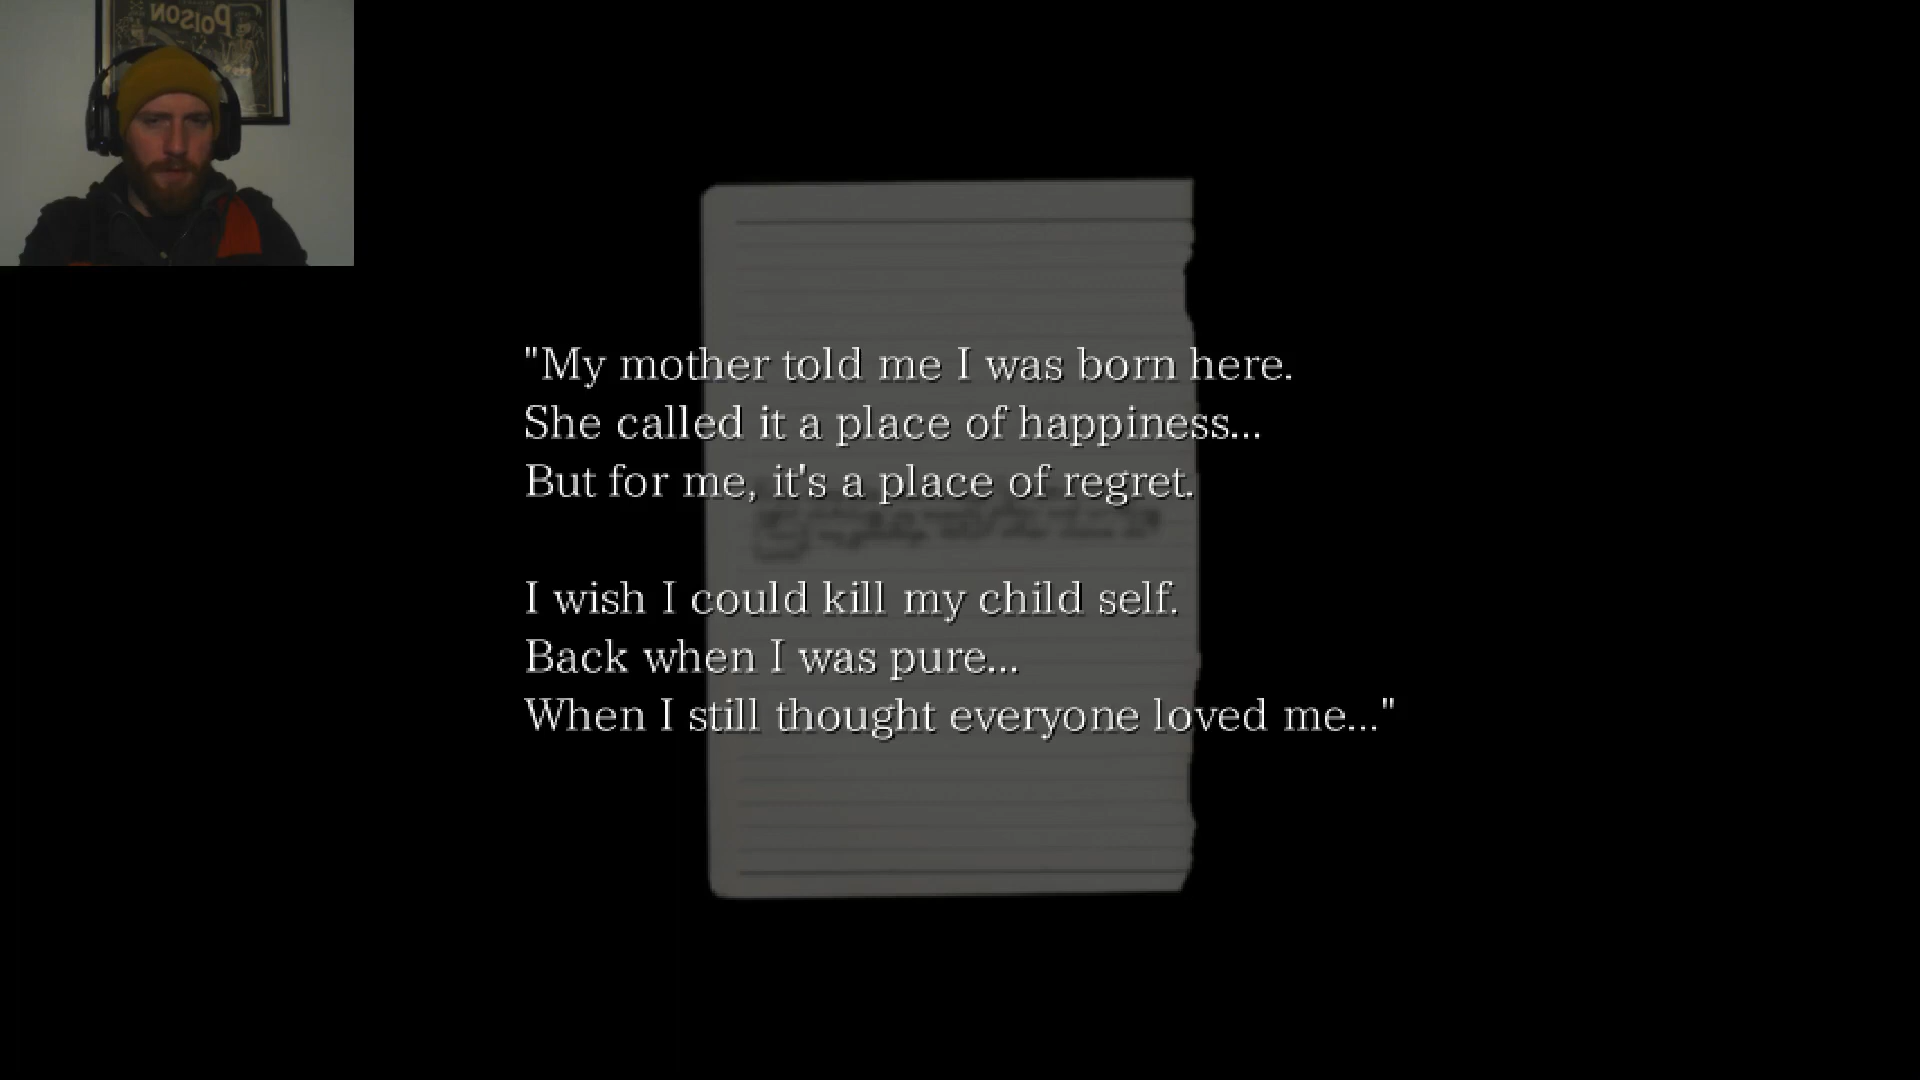 POISON
"My mother told me I was born here.
She called it a place of happiness...
But for me, it's a place of regret.
I wish I could kill my child self.
Back when I was pure...
When I still thought everyone loved me..."